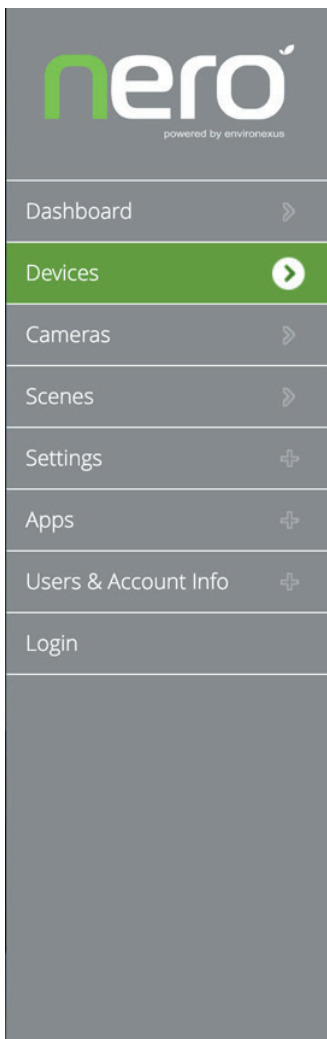 nero
powered by environexus
Dashboard
Devices
Cameras
Scenes
Settings
Apps
Users & Account Info
Login